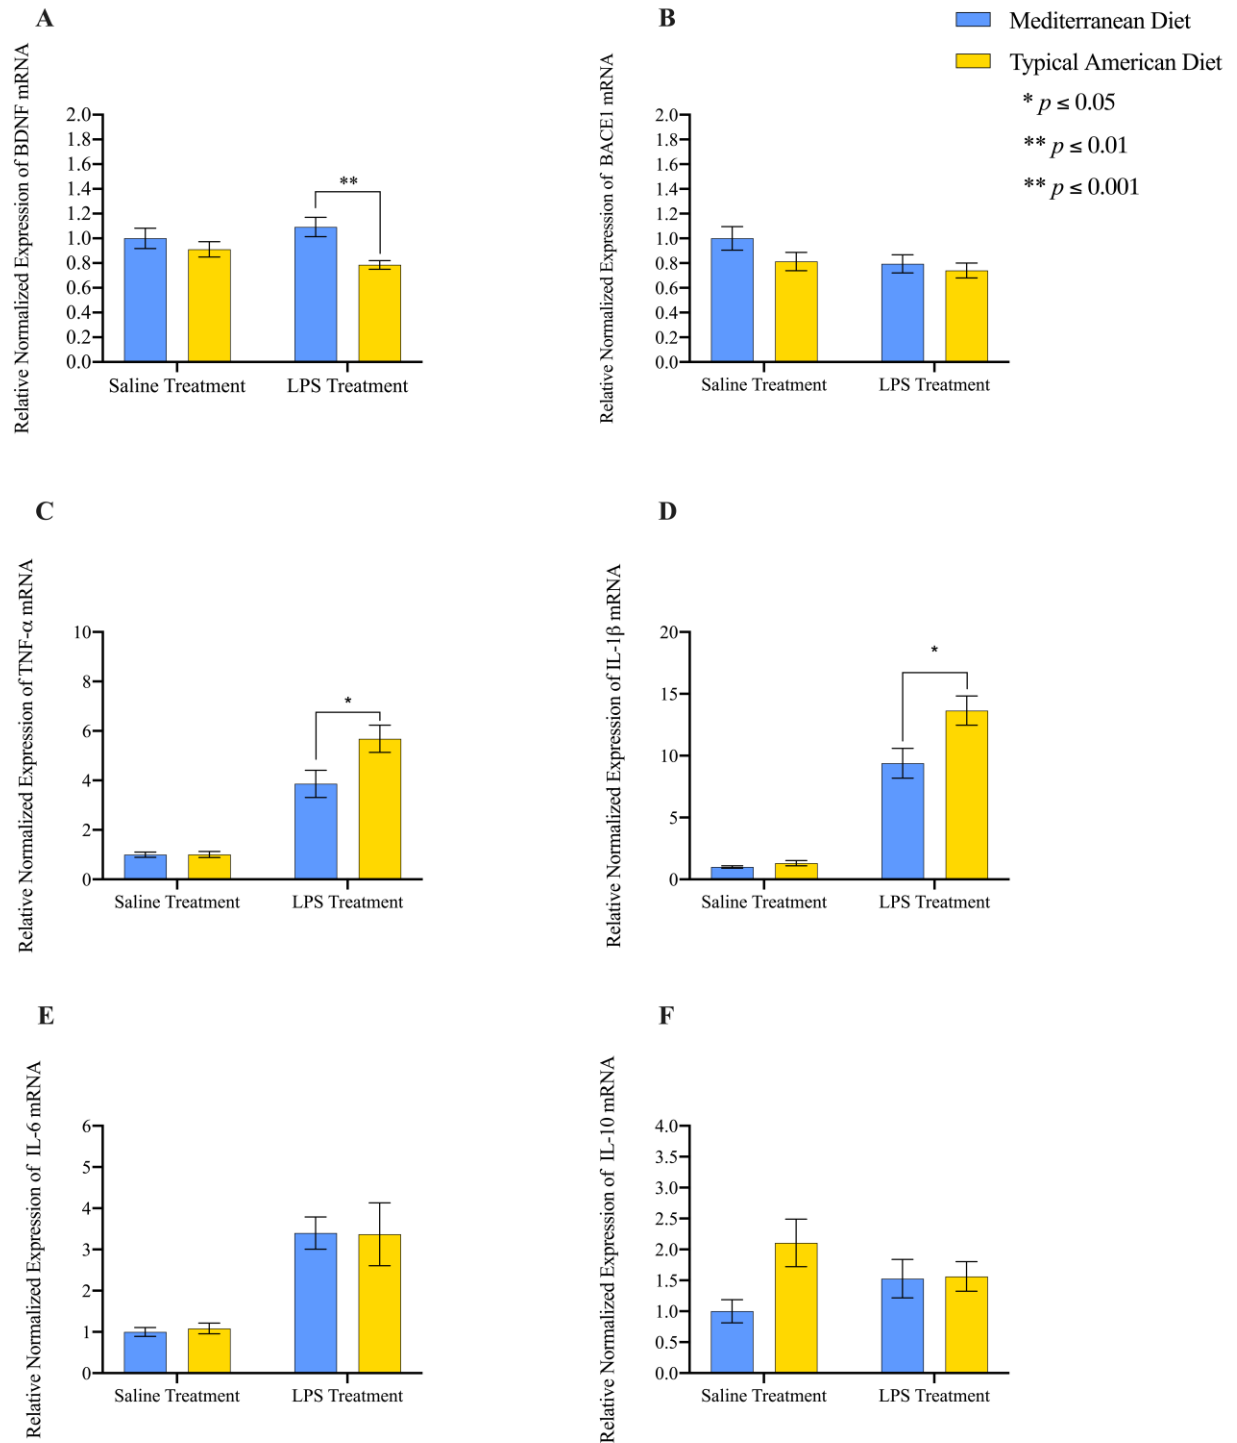 A
B
Mediterranean Diet
Typical American Diet
* p ≤ 0.05
** p ≤ 0.01
** p ≤ 0.001
Relative Normalized Expression of BDNF mRNA
2.0
1.8
1.6
1.4
1.2
1.0
0.8
0.6
0.4
0.2
0.0
**
Saline Treatment
LPS Treatment
Relative Normalized Expression of BACE1 mRNA
2.0
1.8
1.6
1.4
1.2
1.0
0.8
0.6
0.4
0.2
0.0
Saline Treatment
LPS Treatment
C
Relative Normalized Expression of TNF-α mRNA
10
8
6
4
2
0
*
Saline Treatment
LPS Treatment
D
Relative Normalized Expression of IL-1β mRNA
20
15
10
5
0
*
Saline Treatment
LPS Treatment
E
Relative Normalized Expression of IL-6 mRNA
6
5
4
3
2
1
0
Saline Treatment
LPS Treatment
F
Relative Normalized Expression of IL-10 mRNA
4.0
3.5
3.0
2.5
2.0
1.5
1.0
0.5
0.0
Saline Treatment
LPS Treatment